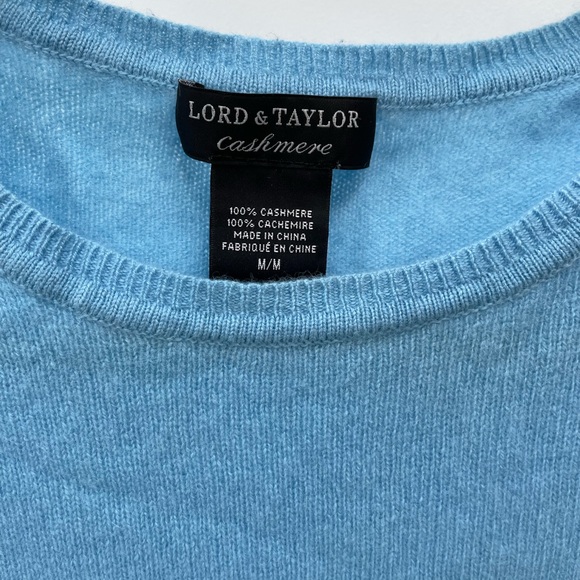 LORD & TAYLOR
cashmere
100% CASHMERE
100% CACHEMIRE
MADE IN CHINA
FABRIQUÉ EN CHINE
M/M